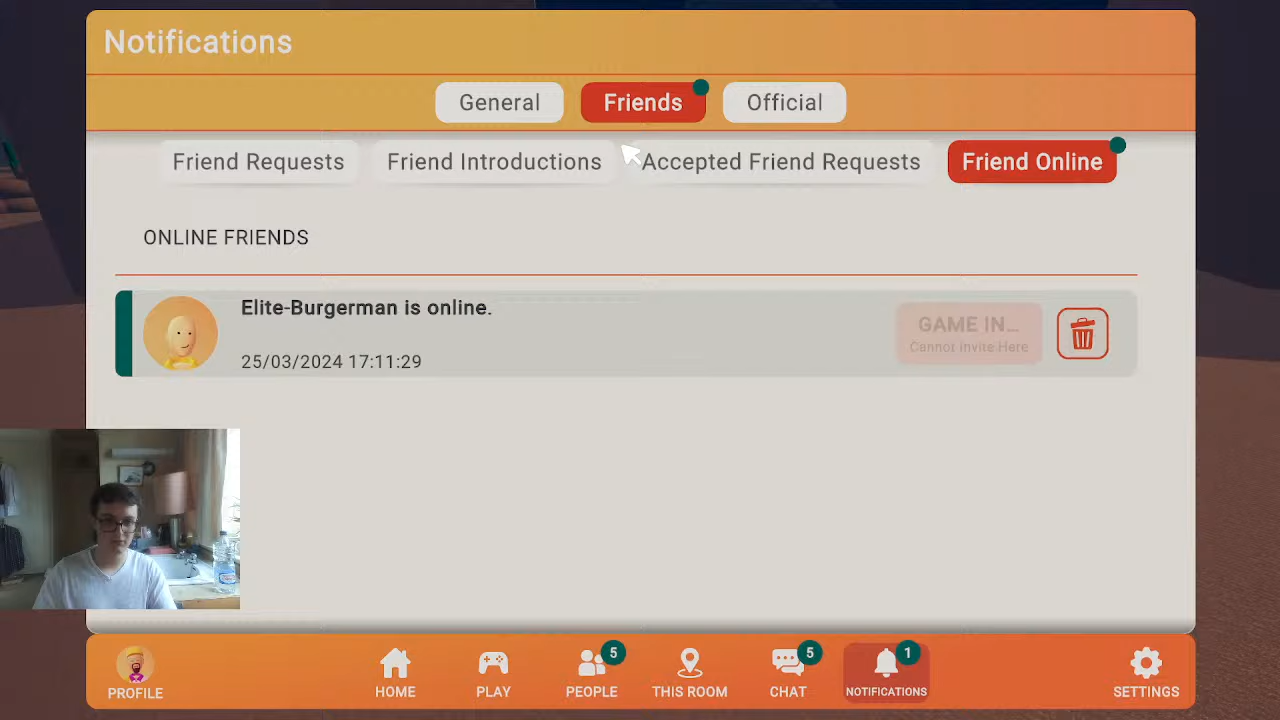 Notifications
General
Friends
Official
Friend Requests
Friend Introductions
Accepted Friend Requests
Friend Online
ONLINE FRIENDS
Elite-Burgerman is online.
GAME IN...
Cannot Invite Here
25/03/2024 17:11:29
5
5
1
PROFILE
HOME
PLAY
PEOPLE
THIS ROOM
CHAT
NOTIFICATIONS
SETTINGS